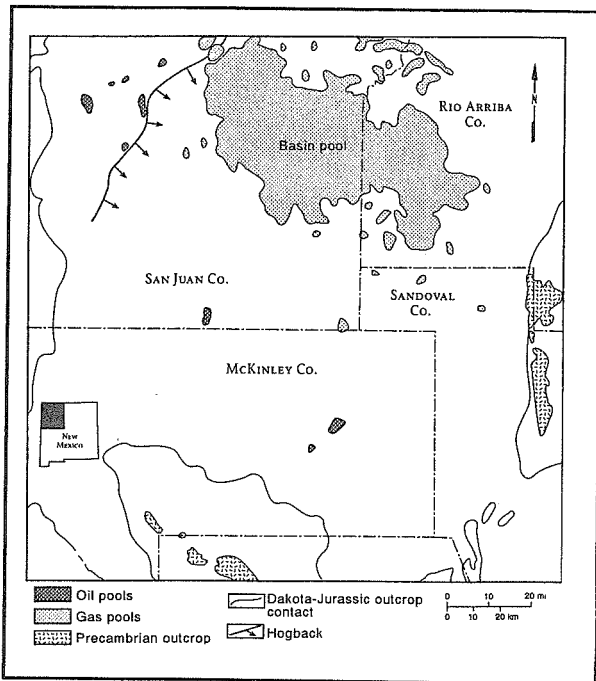 RIO ARRIBA
CO.
N
Basin pool
SAN JUAN CO.
SANDOVAL
CO.
MCKINLEY CO.
NEW
MEXICO
Oil pools
Gas pools
Precambrian outcrop
Dakota-Jurassic outcrop
contact
Hogback
0 10 20 mi
0 10 20 km